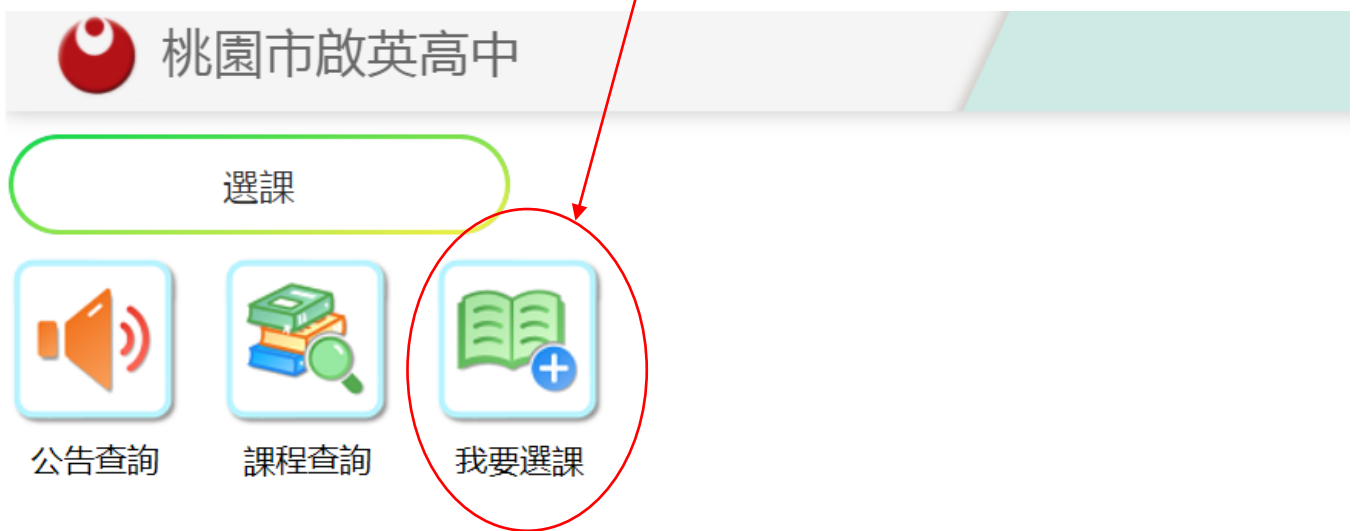 桃園市啟英高中
選課
公告查詢
課程查詢
我要選課